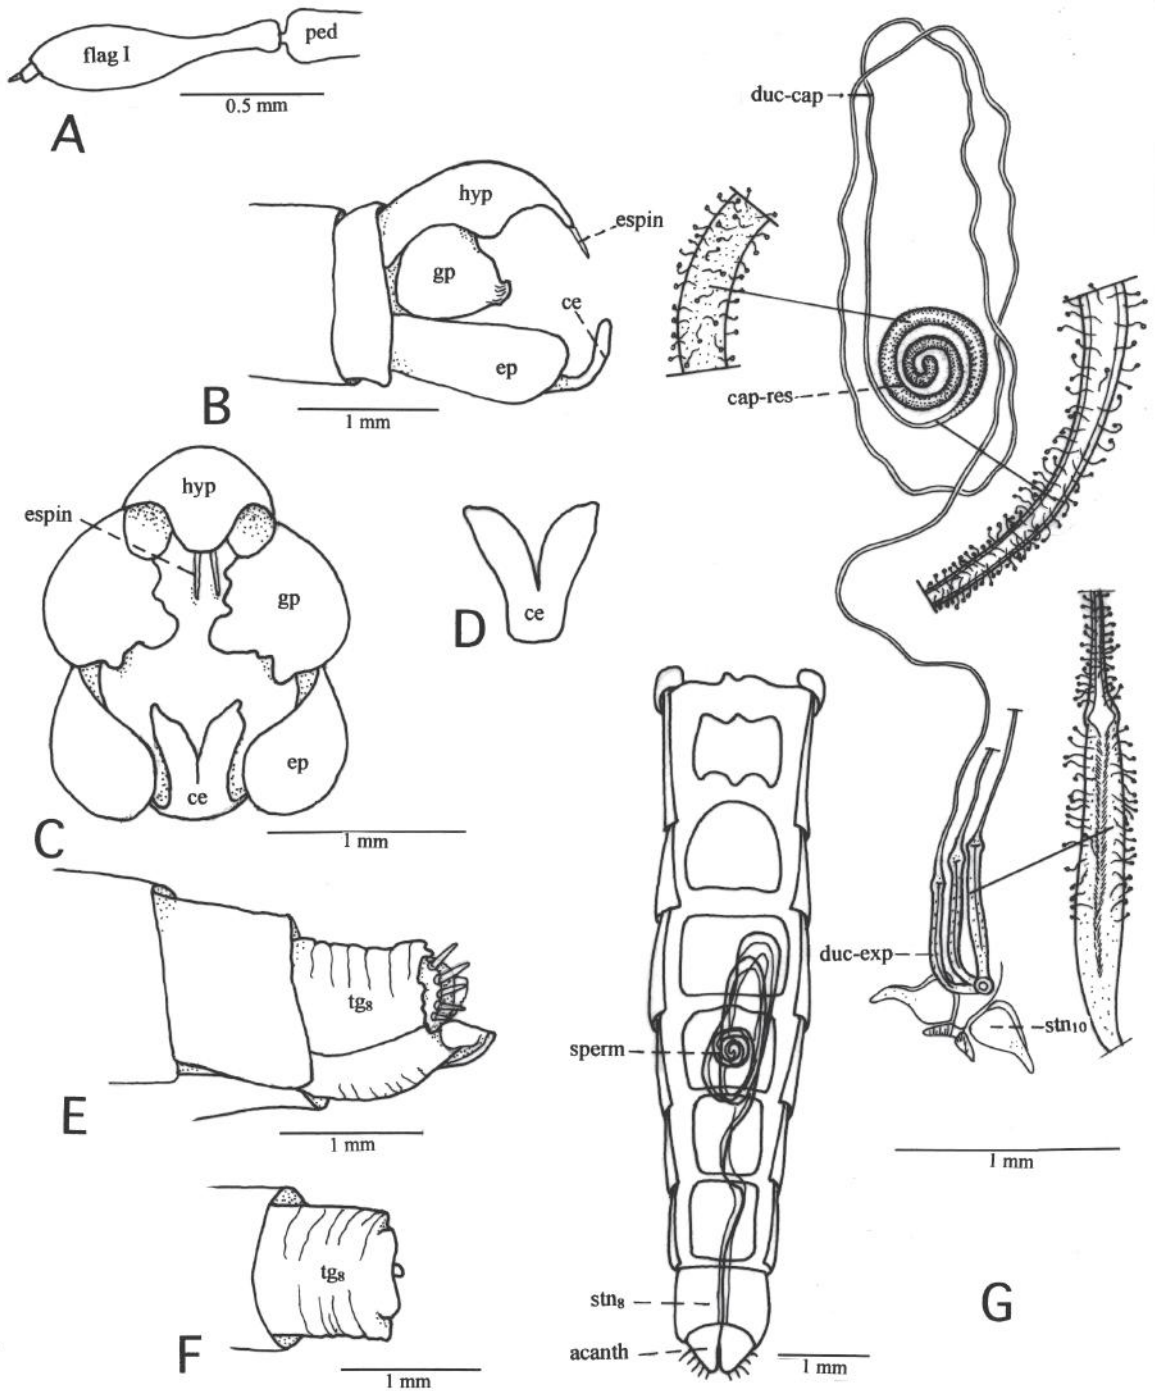 flag I
ped
0.5 mm
A
hyp
espin
gp
ce
ep
B
1 mm
duc-cap
cap-res
hyp
espin
gp
ce
ep
C
1 mm
ce
D
tg8
E
1 mm
tg8
F
1 mm
duc-exp
stn10
1 mm
sperm
stn8
acanth
1 mm
G